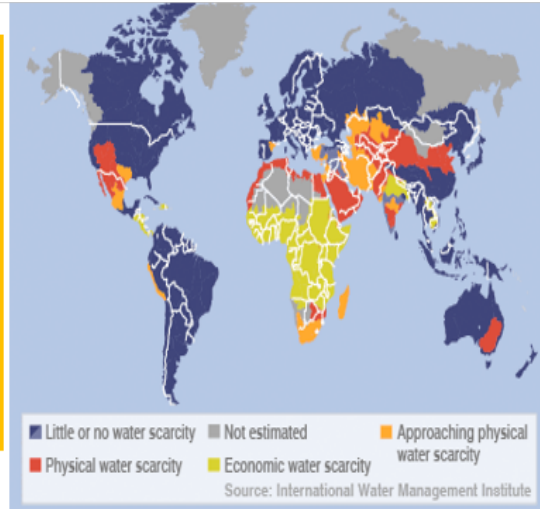 Little or no water scarcity
Not estimated
Approaching physical
water scarcity
Physical water scarcity
Economic water scarcity
Source: International Water Management Institute